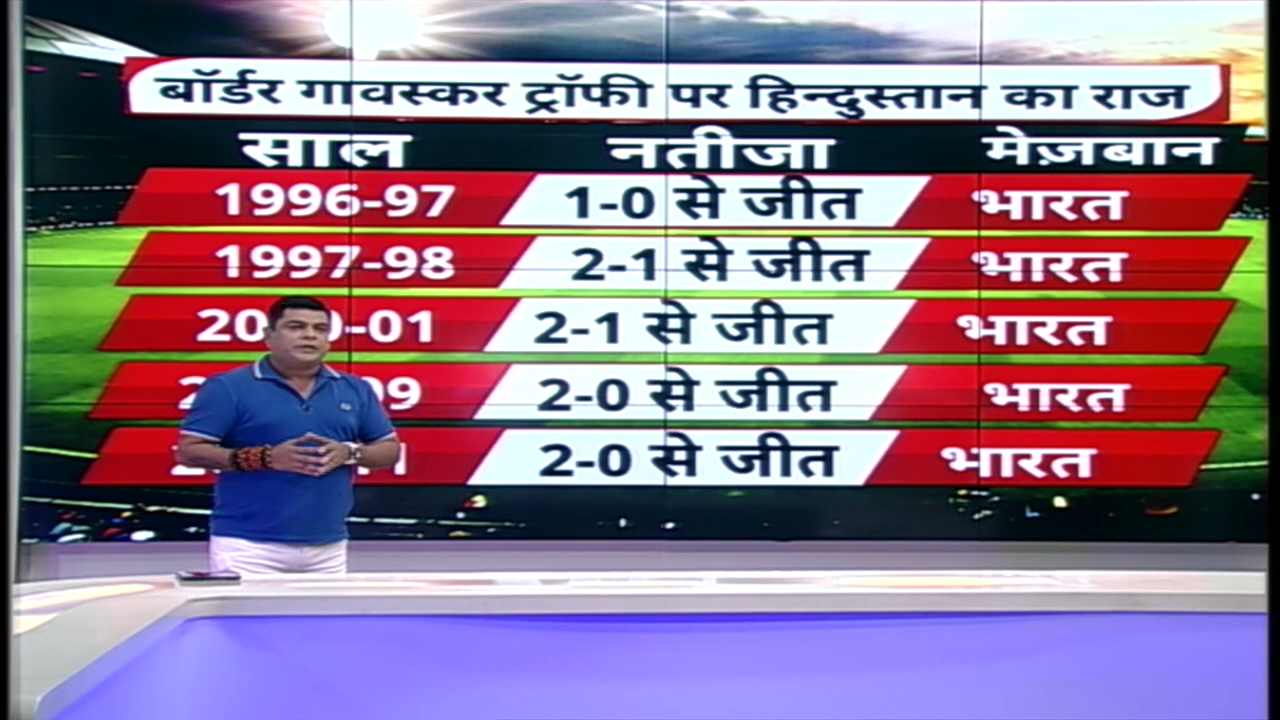 बॉर्डर गावस्कर ट्रॉफी पर हिन्दुस्तान का राज
साल नतीजा मेज़बान
1996-97 1-0 से जीत भारत
1997-98 2-1 से जीत भारत
2-1 से जीत भारत
2-0 से जीत भारत
2-0 से जीत भारत